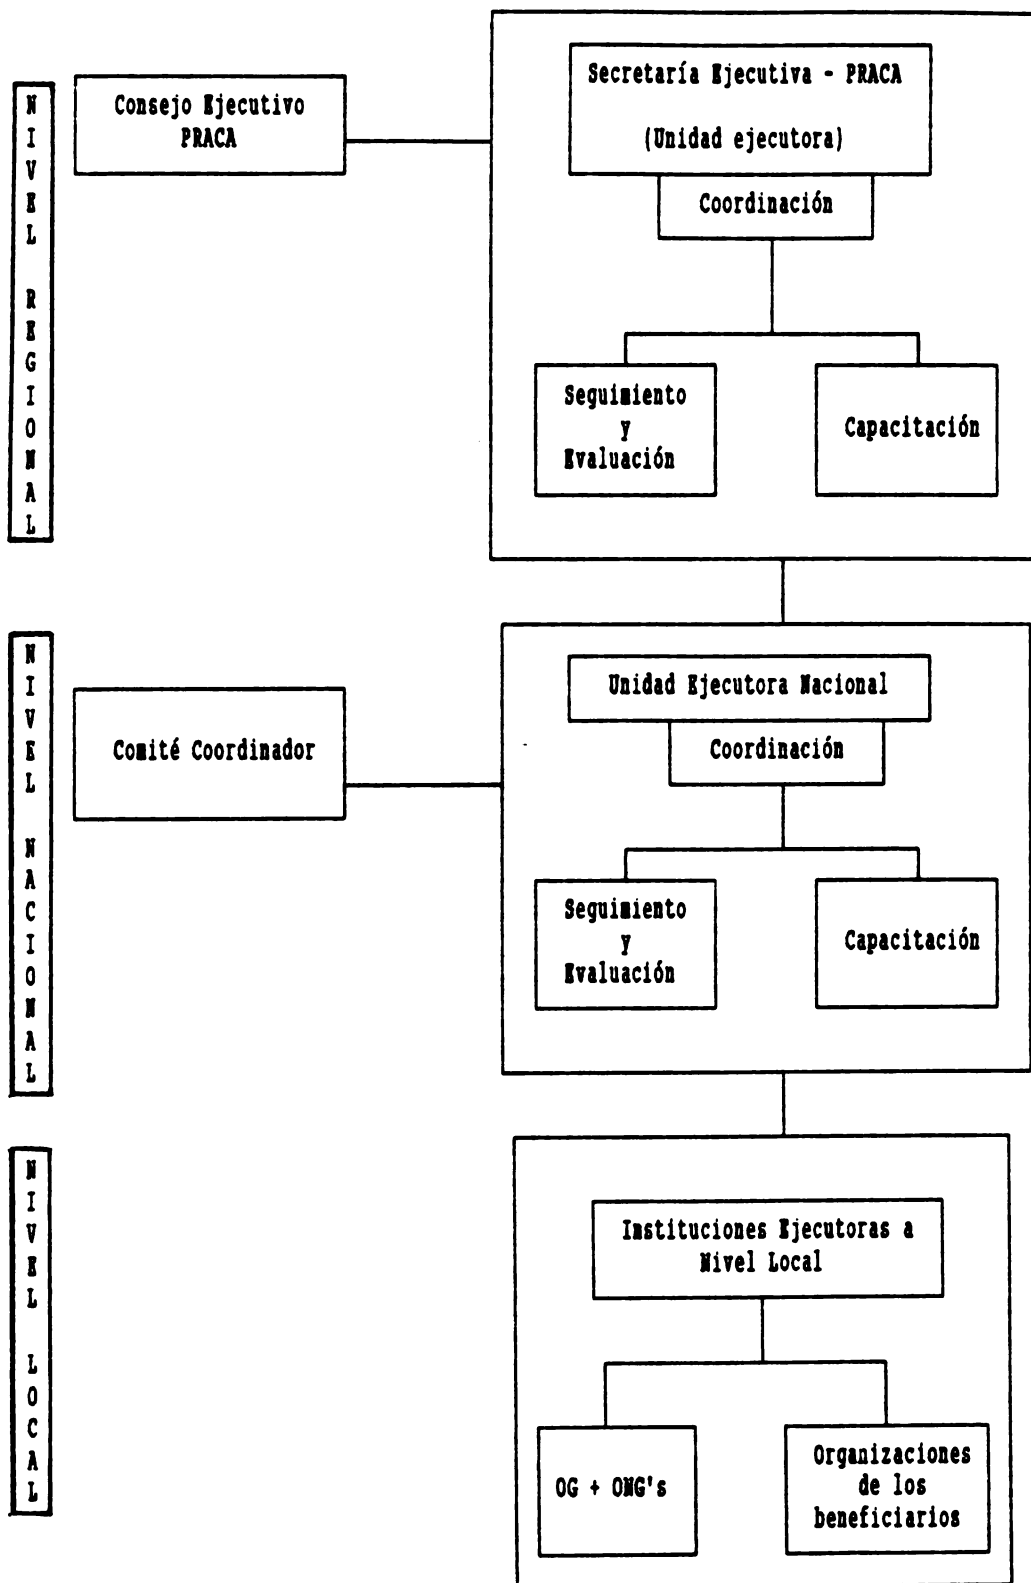 NIVEL REGIONAL
Consejo Ejecutivo
PRACA
Secretaría Ejecutiva - PRACA
(Unidad ejecutora)
Coordinación
Seguimiento
y
Evaluación
Capacitación
NIVEL NACIONAL
Comité Coordinador
Unidad Ejecutora Nacional
Coordinación
Seguimiento
y
Evaluación
Capacitación
NIVEL LOCAL
Instituciones Ejecutoras a
Nivel Local
OG + ONG's
Organizaciones
de los
beneficiarios